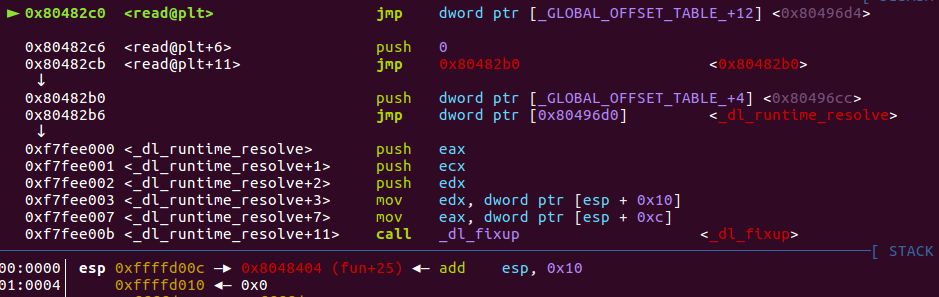 ► 0x80482c0 <read@plt> jmp dword ptr [_GLOBAL_OFFSET_TABLE_+12] <0x80496d4>
0x80482c6 <read@plt+6> push 0
0x80482cb <read@plt+11> jmp 0x80482b0 <0x80482b0>
↓
0x80482b0 push dword ptr [_GLOBAL_OFFSET_TABLE_+4] <0x80496cc>
0x80482b6 jmp dword ptr [0x80496d0] <_dl_runtime_resolve>
↓
0xf7fee000 <_dl_runtime_resolve> push eax
0xf7fee001 <_dl_runtime_resolve+1> push ecx
0xf7fee002 <_dl_runtime_resolve+2> push edx
0xf7fee003 <_dl_runtime_resolve+3> mov edx, dword ptr [esp + 0x10]
0xf7fee007 <_dl_runtime_resolve+7> mov eax, dword ptr [esp + 0xc]
0xf7fee00b <_dl_runtime_resolve+11> call _dl_fixup <_dl_fixup>
[ STACK
00:0000│ esp 0xffffd00c —▸ 0x8048404 (fun+25) ◂— add esp, 0x10
01:0004│ 0xffffd010 ◂— 0x0